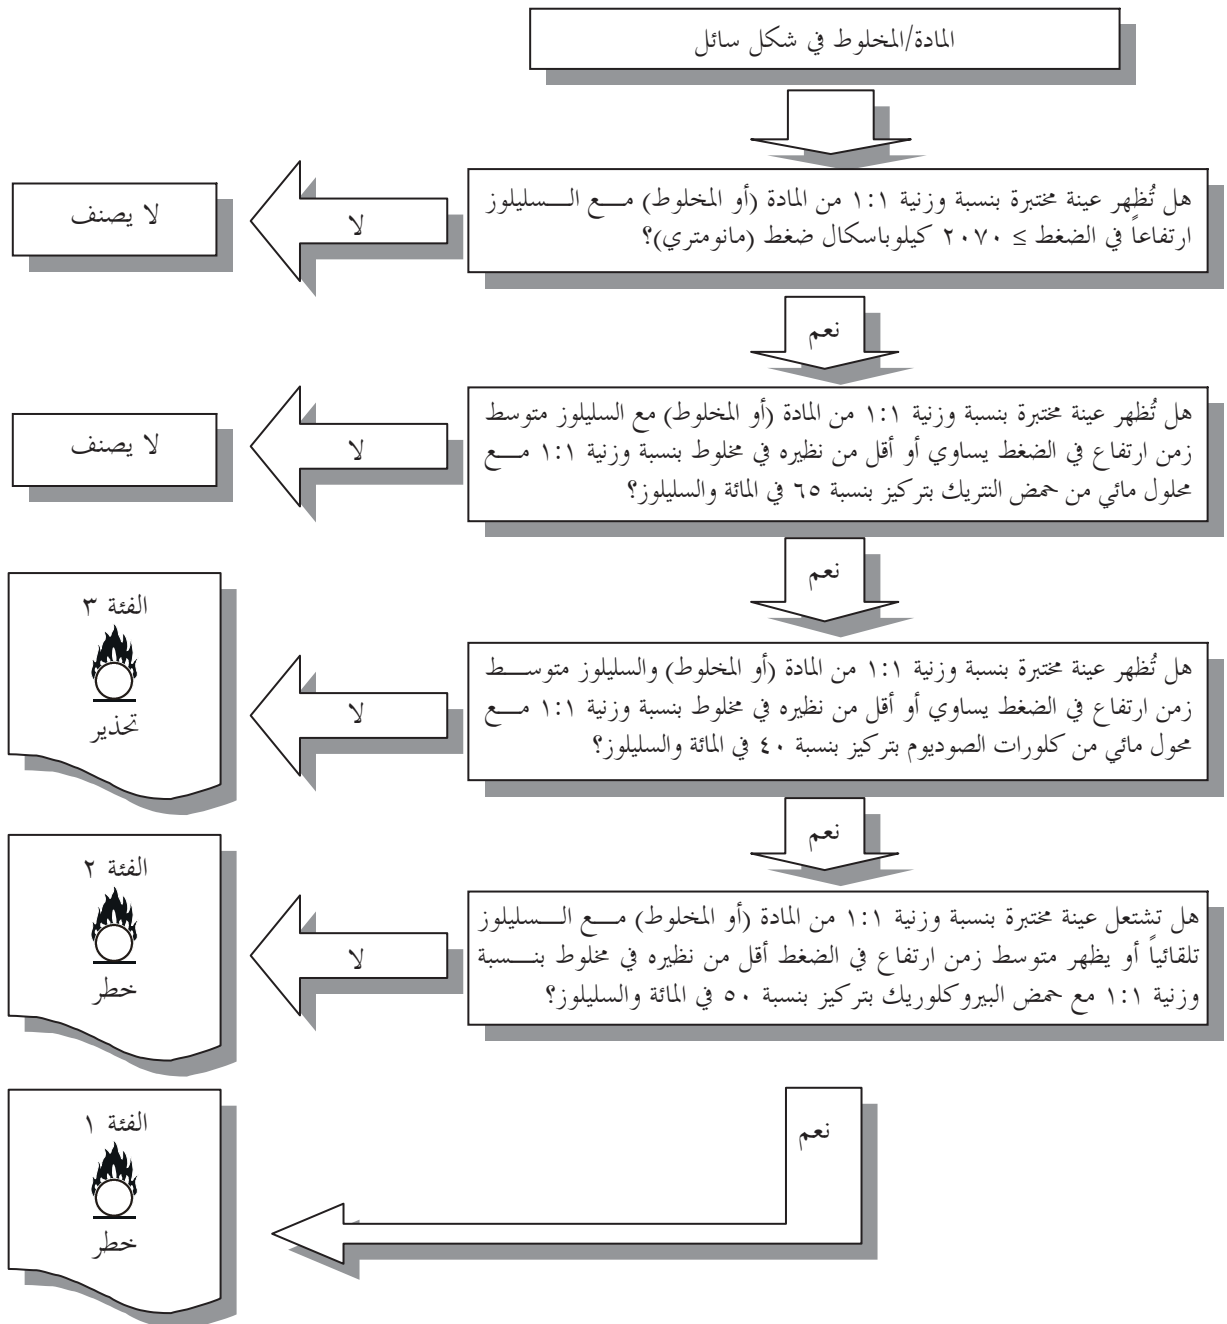 المادة/المخلوط في شكل سائل
هل تُظهر عينة مختبرة بنسبة وزنية ١:١ من المادة (أو المخلوط) مـــع الـــسليلوز
ارتفاعاً في الضغط ≥ ٢٠٧٠ كيلوباسكال ضغط (مانومتري)؟
لا
لا يصنف
نعم
هل تُظهر عينة مختبرة بنسبة وزنية ١:١ من المادة (أو المخلوط) مع السليلوز متوسط
زمن ارتفاع في الضغط يساوي أو أقل من نظيره في مخلوط بنسبة وزنية ١:١ مـــع
محلول مائي من حمض النتريك بتركيز بنسبة ٦٥ في المائة والسليلوز؟
لا
لا يصنف
نعم
هل تُظهر عينة مختبرة بنسبة وزنية ١:١ من المادة (أو المخلوط) والسليلوز متوســـط
زمن ارتفاع في الضغط يساوي أو أقل من نظيره في مخلوط بنسبة وزنية ١:١ مـــع
محول مائي من كلورات الصوديوم بتركيز بنسبة ٤٠ في المائة والسليلوز؟
لا
الفئة ٣
تحذير
نعم
هل تشتعل عينة مختبرة بنسبة وزنية ١:١ من المادة (أو المخلوط) مـــع الـــسليلوز
تلقائياً أو يظهر متوسط زمن ارتفاع في الضغط أقل من نظيره في مخلوط بنـــسبة
وزنية ١:١ مع حمض البيروكلوريك بتركيز بنسبة ٥٠ في المائة والسليلوز؟
لا
الفئة ٢
خطر
نعم
الفئة ١
خطر